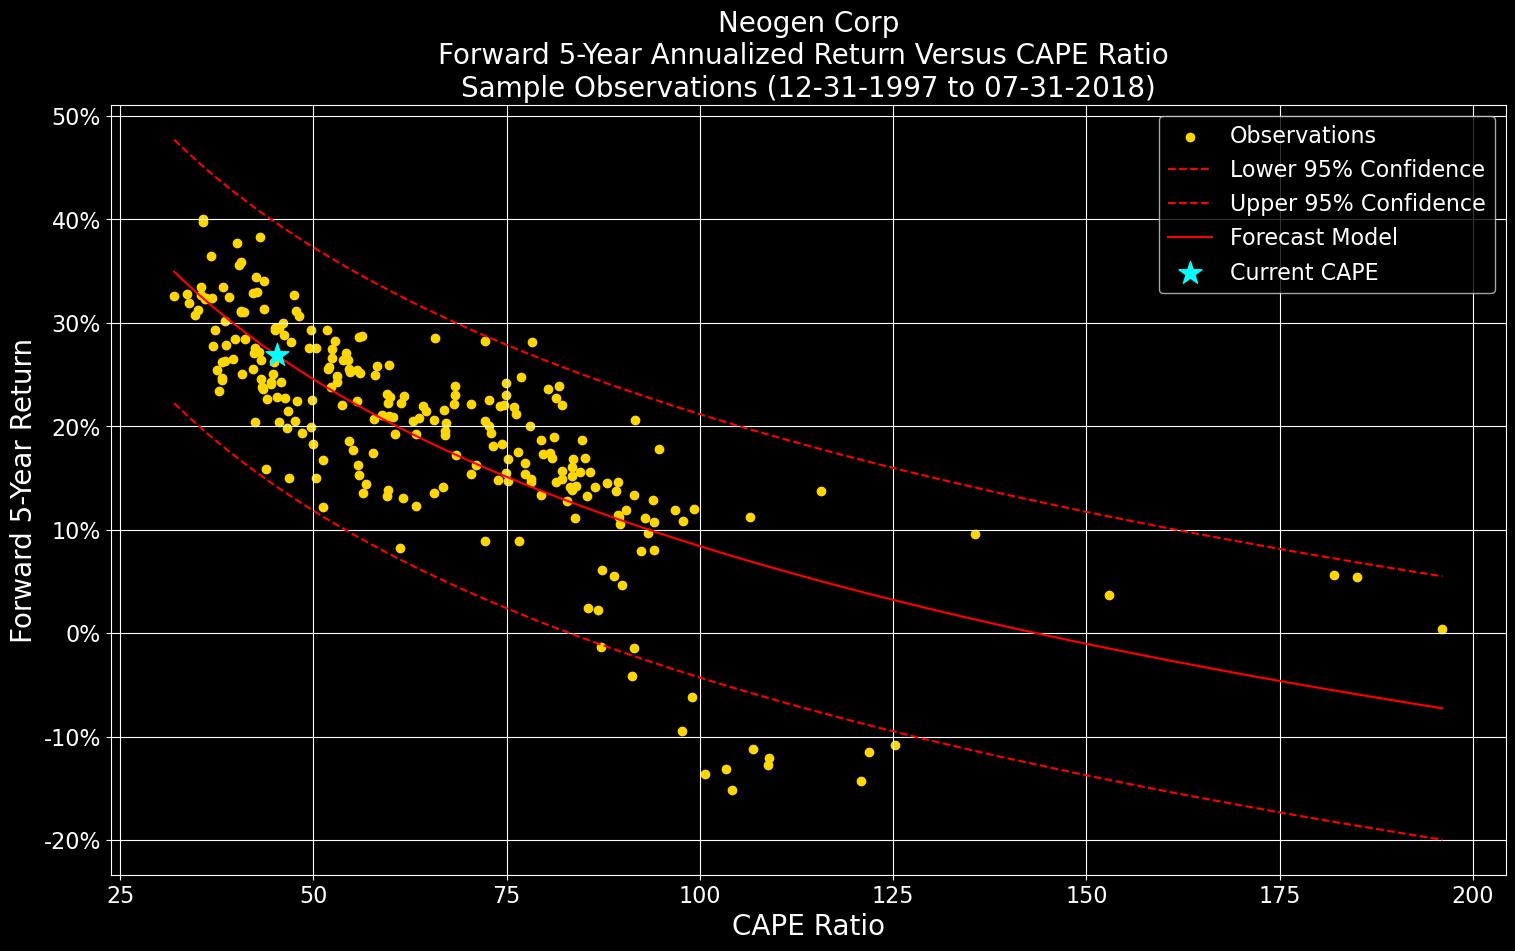 Neogen Corp
Forward 5-Year Annualized Return Versus CAPE Ratio
Sample Observations (12-31-1997 to 07-31-2018)
Observations
Lower 95% Confidence
Upper 95% Confidence
Forecast Model
Current CAPE
Forward 5-Year Return
50%
40%
30%
20%
10%
0%
-10%
-20%
25 50 75 100 125 150 175 200
CAPE Ratio